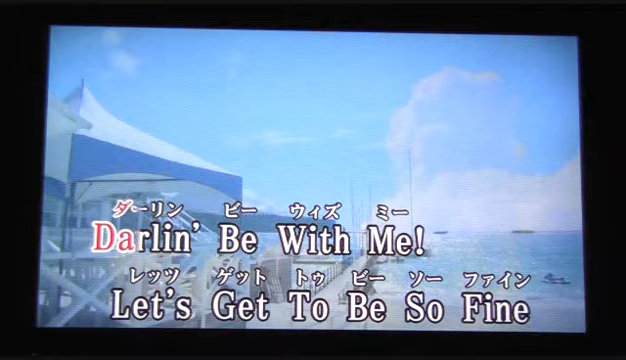 ダーリン ビー ウィズ ミー
Darlin' Be With Me!
レッツ ゲット トゥ ビー ソー ファイン
Let's Get To Be So Fine